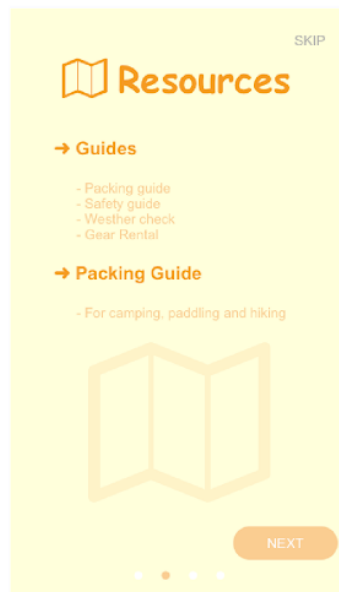 SKIP
Resources
➔ Guides
- Packing guide
- Safety guide
- Westher check
- Gear Rental
➔ Packing Guide
- For camping, paddling and hiking
NEXT